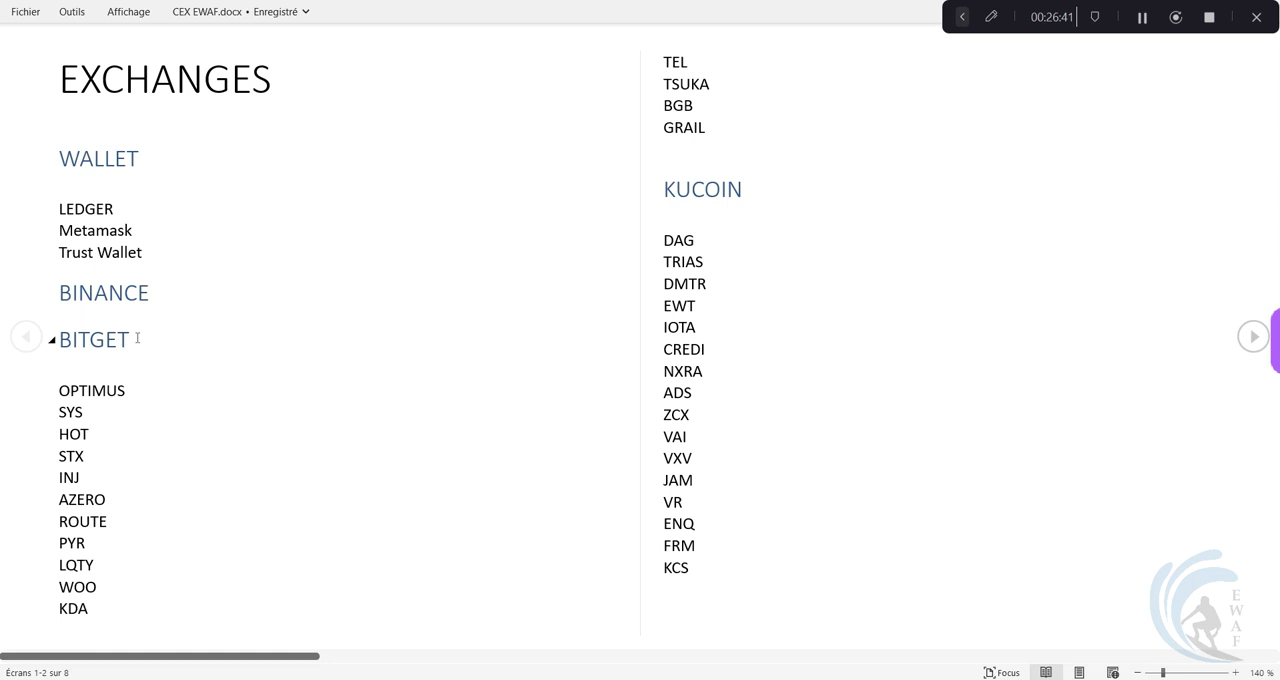 Fichier Outils Affichage CEX EWAF.docx • Enregistré
00:26:41
EXCHANGES
WALLET
LEDGER
Metamask
Trust Wallet
BINANCE
BITGET
OPTIMUS
SYS
HOT
STX
INJ
AZERO
ROUTE
PYR
LQTY
WOO
KDA
TEL
TSUKA
BGB
GRAIL
KUCOIN
DAG
TRIAS
DMTR
EWT
IOTA
CREDI
NXRA
ADS
ZCX
VAI
VXV
JAM
VR
ENQ
FRM
KCS
EWAF
Écrans 1-2 sur 8
Focus
140 %